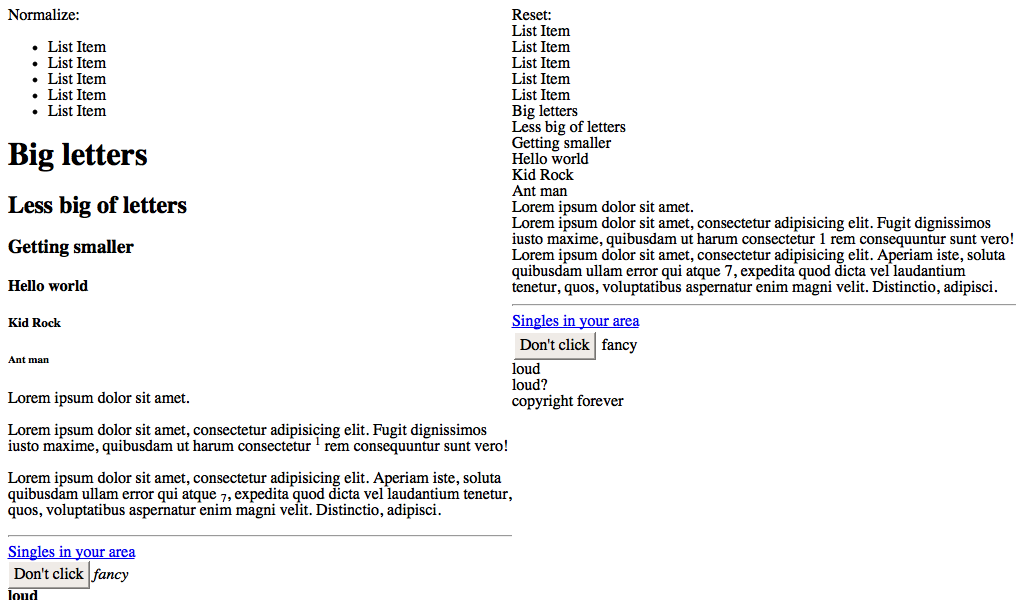 Normalize:
• List Item
• List Item
• List Item
• List Item
• List Item
Big letters
Less big of letters
Getting smaller
Hello world
Kid Rock
Ant man
Lorem ipsum dolor sit amet.
Lorem ipsum dolor sit amet, consectetur adipisicing elit. Fugit dignissimos
iusto maxime, quibusdam ut harum consectetur 1 rem consequuntur sunt vero!
Lorem ipsum dolor sit amet, consectetur adipisicing elit. Aperiam iste, soluta
quibusdam ullam error qui atque 7, expedita quod dicta vel laudantium tenetur,
quos, voluptatibus aspernatur enim magni velit. Distinctio, adipisci.
Singles in your area
Don't click fancy
loud
Reset:
List Item
List Item
List Item
List Item
List Item
Big letters
Less big of letters
Getting smaller
Hello world
Kid Rock
Ant man
Lorem ipsum dolor sit amet.
Lorem ipsum dolor sit amet, consectetur adipisicing elit. Fugit dignissimos
iusto maxime, quibusdam ut harum consectetur 1 rem consequuntur sunt vero!
Lorem ipsum dolor sit amet, consectetur adipisicing elit. Aperiam iste, soluta
quibusdam ullam error qui atque 7, expedita quod dicta vel laudantium
tenetur, quos, voluptatibus aspernatur enim magni velit. Distinctio, adipisci.
Singles in your area
Don't click fancy
loud
loud?
copyright forever